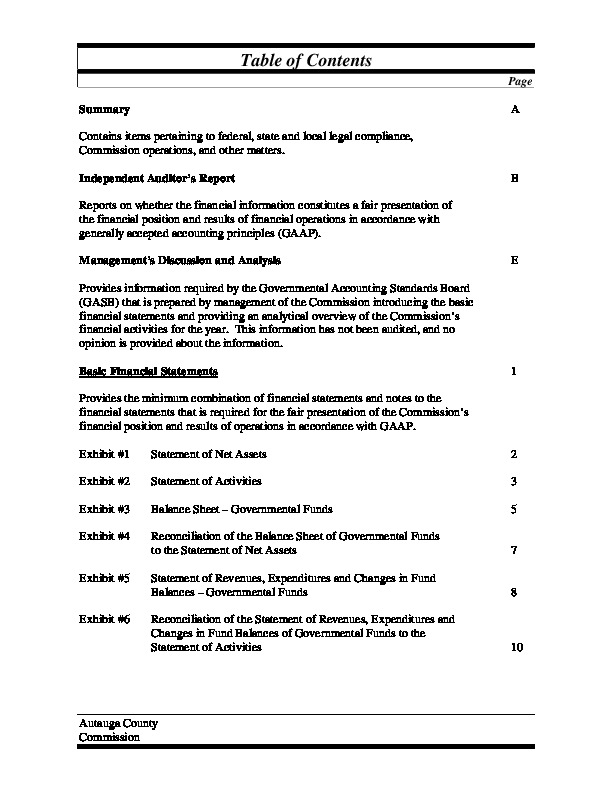 Table of Contents
Page
Summary A
Contains items pertaining to federal, state and local legal compliance,
Commission operations, and other matters.
Independent Auditor's Report B
Reports on whether the financial information constitutes a fair presentation of
the financial position and results of financial operations in accordance with
generally accepted accounting principles (GAAP).
Management's Discussion and Analysis E
Provides information required by the Governmental Accounting Standards Board
(GASB) that is prepared by management of the Commission introducing the basic
financial statements and providing an analytical overview of the Commission's
financial activities for the year. This information has not been audited, and no
opinion is provided about the information.
Basic Financial Statements 1
Provides the minimum combination of financial statements and notes to the
financial statements that is required for the fair presentation of the Commission's
financial position and results of operations in accordance with GAAP.
Exhibit #1 Statement of Net Assets 2
Exhibit #2 Statement of Activities 3
Exhibit #3 Balance Sheet – Governmental Funds 5
Exhibit #4 Reconciliation of the Balance Sheet of Governmental Funds
to the Statement of Net Assets 7
Exhibit #5 Statement of Revenues, Expenditures and Changes in Fund
Balances – Governmental Funds 8
Exhibit #6 Reconciliation of the Statement of Revenues, Expenditures and
Changes in Fund Balances of Governmental Funds to the
Statement of Activities 10
Autauga County
Commission